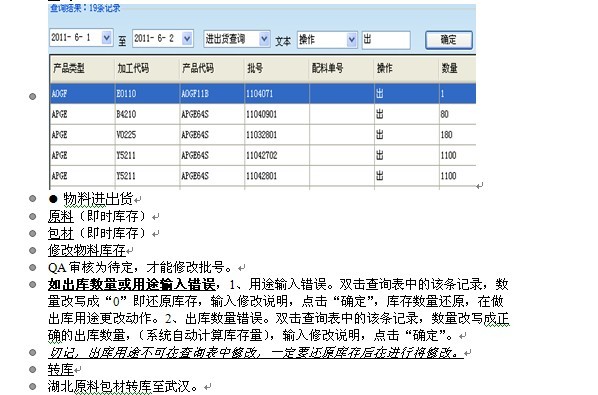 查询结果：19条记录
2011- 6- 1 至 2011- 6- 2 进出货查询 文本 操作 出 确定
产品类型 加工代码 产品代码 批号 配料单号 操作 数量
AOGF E0110 AOGF11B 1104071 出 1
APGE B4210 APGE64S 11040901 出 80
APGE V0225 APGE64S 11032801 出 180
APGE Y5211 APGE64S 11042702 出 1100
APGE Y5211 APGE64S 11042801 出 1100
● 物料进出货
原料（即时库存）
包材（即时库存）
修改物料库存
QA 审核为待定，才能修改批号。
如出库数量或用途输入错误，1、用途输入错误。双击查询表中的该条记录，数
量改写成“0”即还原库存，输入修改说明，点击“确定”，库存数量还原，在做
出库用途更改动作。2、出库数量错误。双击查询表中的该条记录，数量改写成正
确的出库数量，（系统自动计算库存量），输入修改说明，点击“确定”。
切记，出库用途不可在查询表中修改，一定要还原库存后在进行将修改。
转库
湖北原料包材转库至武汉。